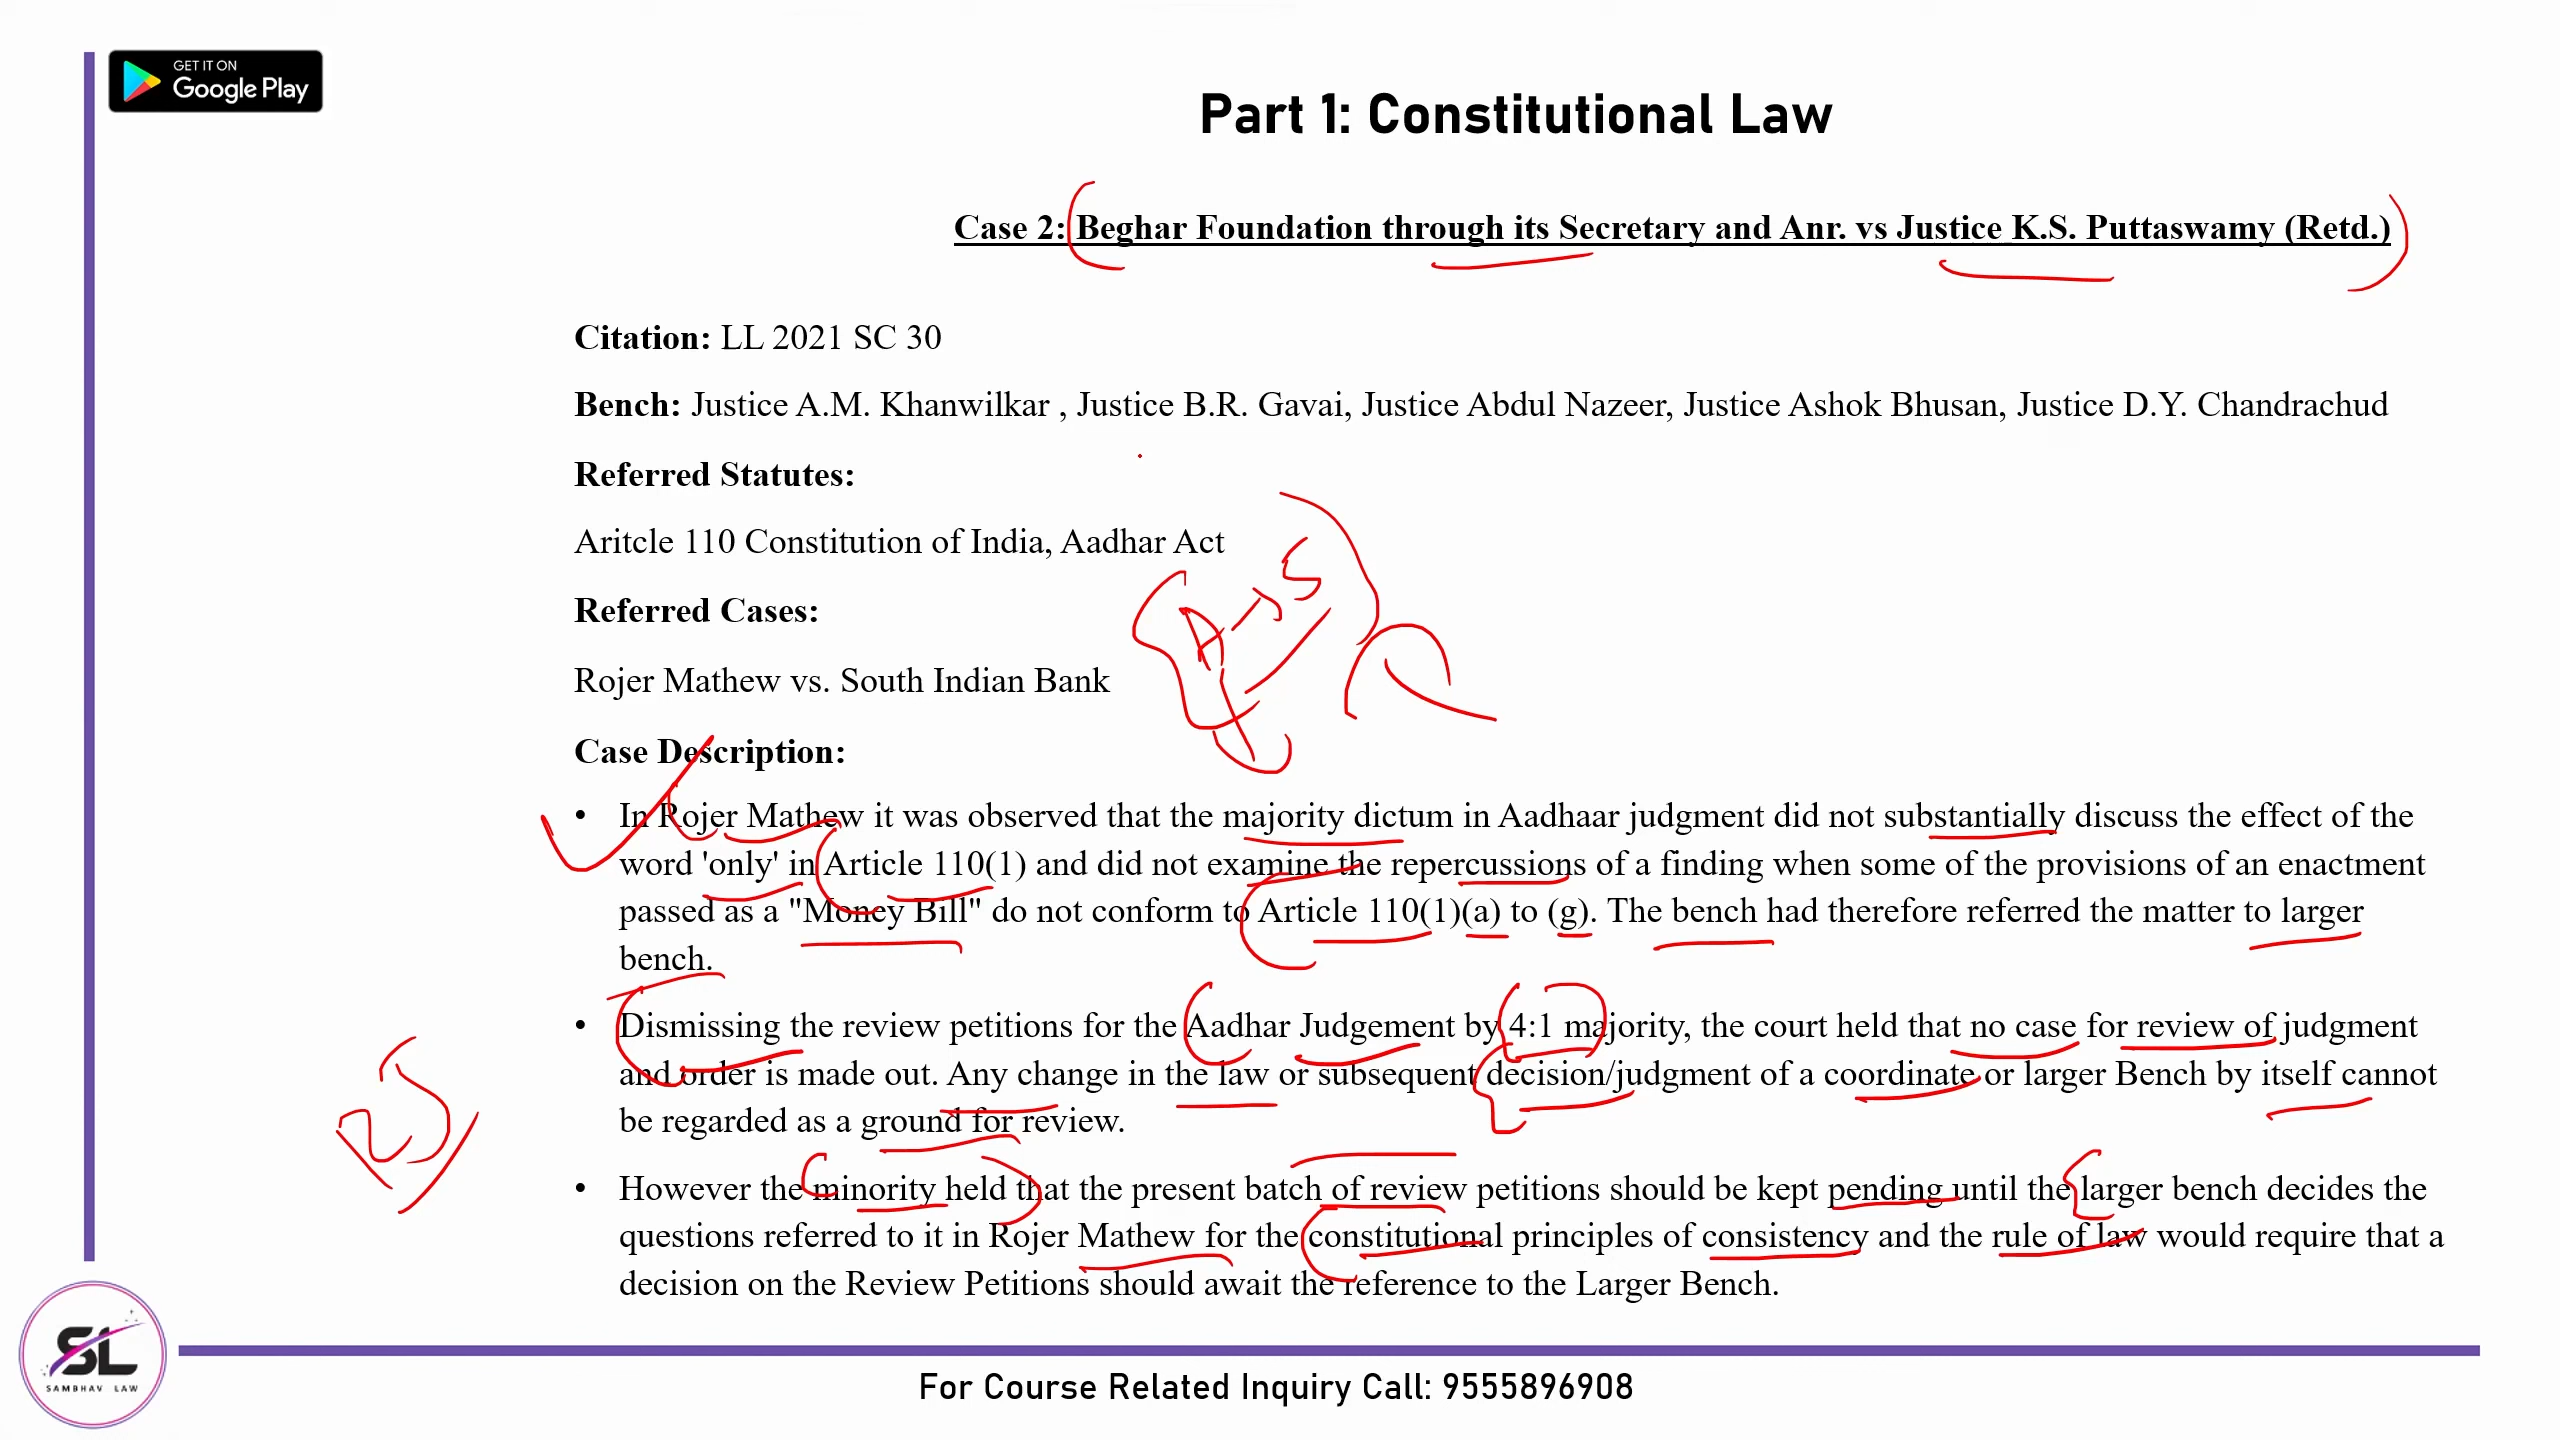 GET IT ON
Google Play
Part 1: Constitutional Law
Case 2: Beghar Foundation through its Secretary and Anr. vs Justice K.S. Puttaswamy (Retd.)
Citation: LL 2021 SC 30
Bench: Justice A.M. Khanwilkar , Justice B.R. Gavai, Justice Abdul Nazeer, Justice Ashok Bhusan, Justice D.Y. Chandrachud
Referred Statutes:
Aritcle 110 Constitution of India, Aadhar Act
Referred Cases:
Rojer Mathew vs. South Indian Bank
Case Description:
• In Rojer Mathew it was observed that the majority dictum in Aadhaar judgment did not substantially discuss the effect of the
word 'only' in Article 110(1) and did not examine the repercussions of a finding when some of the provisions of an enactment
passed as a "Money Bill" do not conform to Article 110(1)(a) to (g). The bench had therefore referred the matter to larger
bench.
• Dismissing the review petitions for the Aadhar Judgement by 4:1 majority, the court held that no case for review of judgment
and order is made out. Any change in the law or subsequent decision/judgment of a coordinate or larger Bench by itself cannot
be regarded as a ground for review.
• However the minority held that the present batch of review petitions should be kept pending until the larger bench decides the
questions referred to it in Rojer Mathew for the constitutional principles of consistency and the rule of law would require that a
decision on the Review Petitions should await the reference to the Larger Bench.
SL
SAMBHAV LAW
For Course Related Inquiry Call: 9555896908